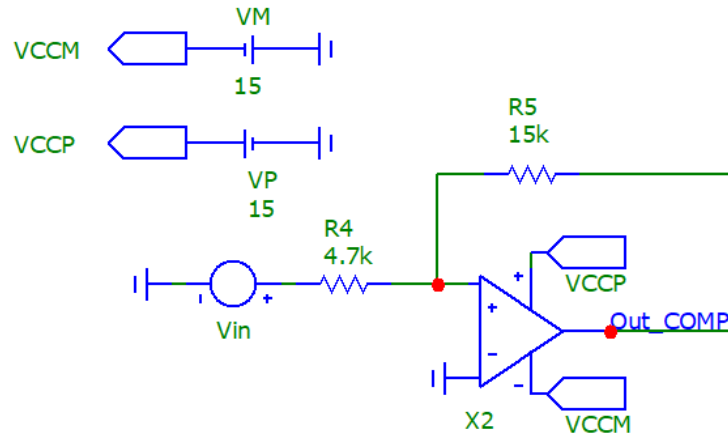 VM
VCCM
15
VCCP
VP
15
R5
15k
R4
4.7k
Vin
VCCP
Out_COMP
VCCM
X2